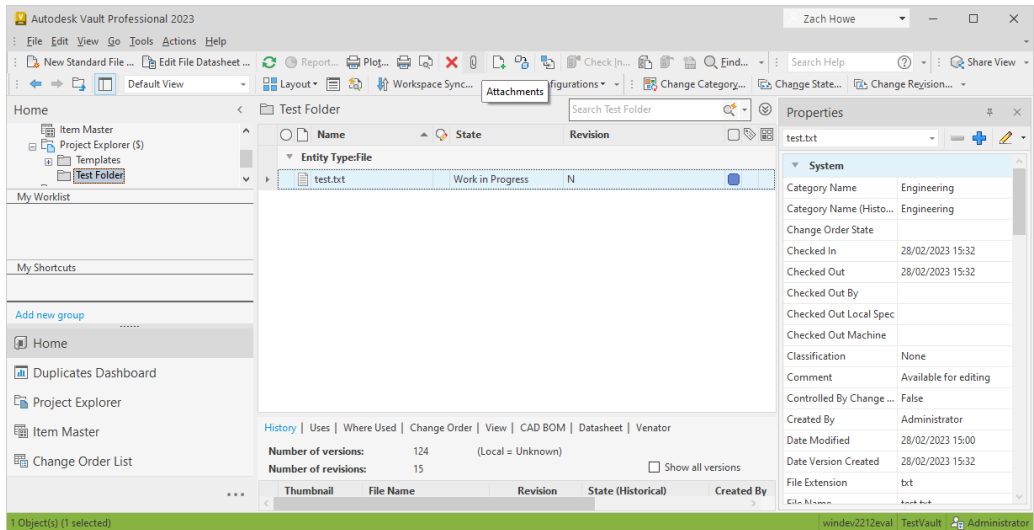 Autodesk Vault Professional 2023 Zach Howe
File Edit View Go Tools Actions Help
New Standard File ... Edit File Datasheet ... Report... Plot... Check In... Find... Search Help Share View
Default View Layout Workspace Sync... figurations Change Category... Change State... Change Revision...
Attachments
Home
Item Master
Project Explorer ($)
Templates
Test Folder
My Worklist
My Shortcuts
Add new group
Home
Duplicates Dashboard
Project Explorer
Item Master
Change Order List
Test Folder Search Test Folder
Name State Revision
Entity Type:File
test.txt Work in Progress N
History | Uses | Where Used | Change Order | View | CAD BOM | Datasheet | Venator
Number of versions: 124 (Local = Unknown)
Number of revisions: 15 Show all versions
Thumbnail File Name Revision State (Historical) Created By
Properties
test.txt
System
Category Name Engineering
Category Name (Histo... Engineering
Change Order State
Checked In 28/02/2023 15:32
Checked Out 28/02/2023 15:32
Checked Out By
Checked Out Local Spec
Checked Out Machine
Classification None
Comment Available for editing
Controlled By Change ... False
Created By Administrator
Date Modified 28/02/2023 15:00
Date Version Created 28/02/2023 15:32
File Extension txt
File Name test.txt
1 Object(s) (1 selected) windev2212eval TestVault Administrator